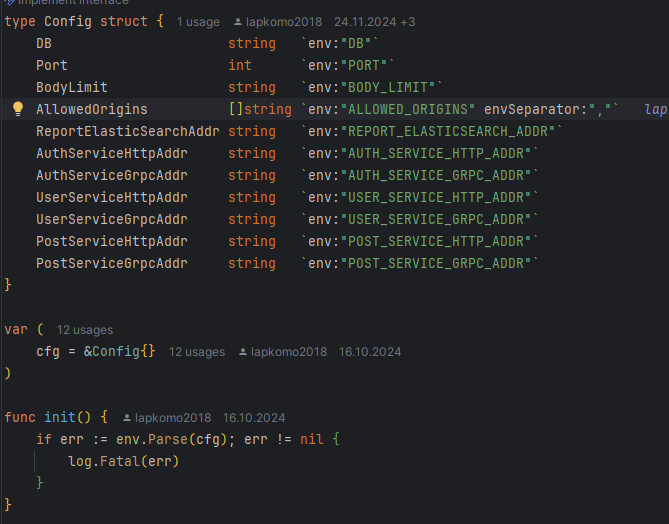 Implement interface
type Config struct { 1 usage lapkomo2018 24.11.2024 +3
DB string `env:"DB"`
Port int `env:"PORT"`
BodyLimit string `env:"BODY_LIMIT"`
AllowedOrigins []string `env:"ALLOWED_ORIGINS" envSeparator:","` lap
ReportElasticSearchAddr string `env:"REPORT_ELASTICSEARCH_ADDR"`
AuthServiceHttpAddr string `env:"AUTH_SERVICE_HTTP_ADDR"`
AuthServiceGrpcAddr string `env:"AUTH_SERVICE_GRPC_ADDR"`
UserServiceHttpAddr string `env:"USER_SERVICE_HTTP_ADDR"`
UserServiceGrpcAddr string `env:"USER_SERVICE_GRPC_ADDR"`
PostServiceHttpAddr string `env:"POST_SERVICE_HTTP_ADDR"`
PostServiceGrpcAddr string `env:"POST_SERVICE_GRPC_ADDR"`
}
var ( 12 usages
cfg = &Config{} 12 usages lapkomo2018 16.10.2024
)
func init() { lapkomo2018 16.10.2024
if err := env.Parse(cfg); err != nil {
log.Fatal(err)
}
}